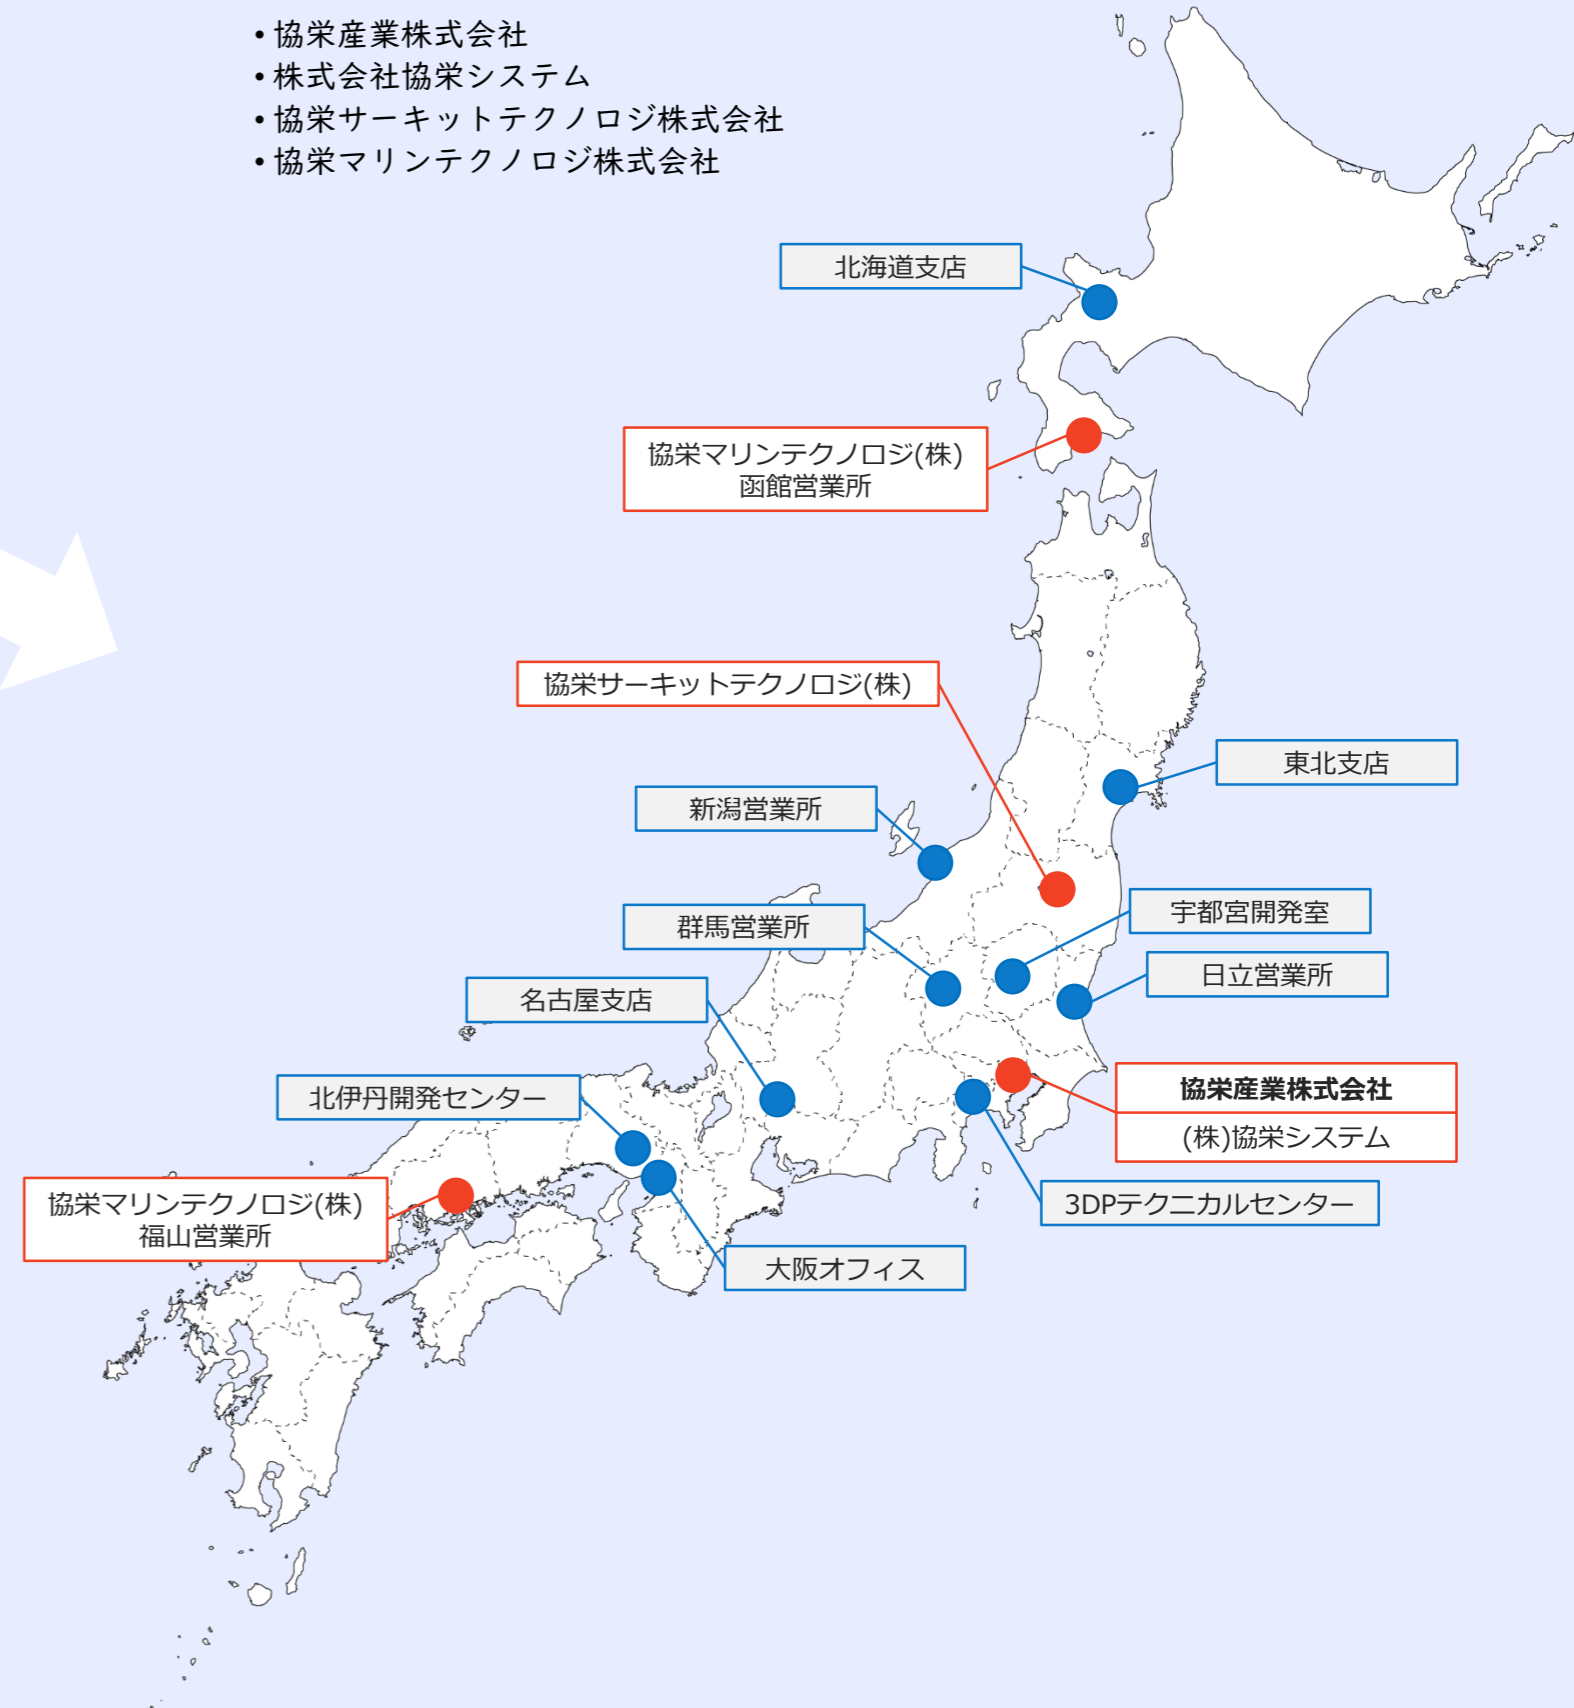 • 協栄産業株式会社
• 株式会社協栄システム
• 協栄サーキットテクノロジ株式会社
• 協栄マリンテクノロジ株式会社
北海道支店
協栄マリンテクノロジ(株)
函館営業所
協栄サーキットテクノロジ(株)
東北支店
新潟営業所
群馬営業所
宇都宮開発室
日立営業所
名古屋支店
北伊丹開発センター
協栄産業株式会社
(株)協栄システム
協栄マリンテクノロジ(株)
福山営業所
3DPテクニカルセンター
大阪オフィス